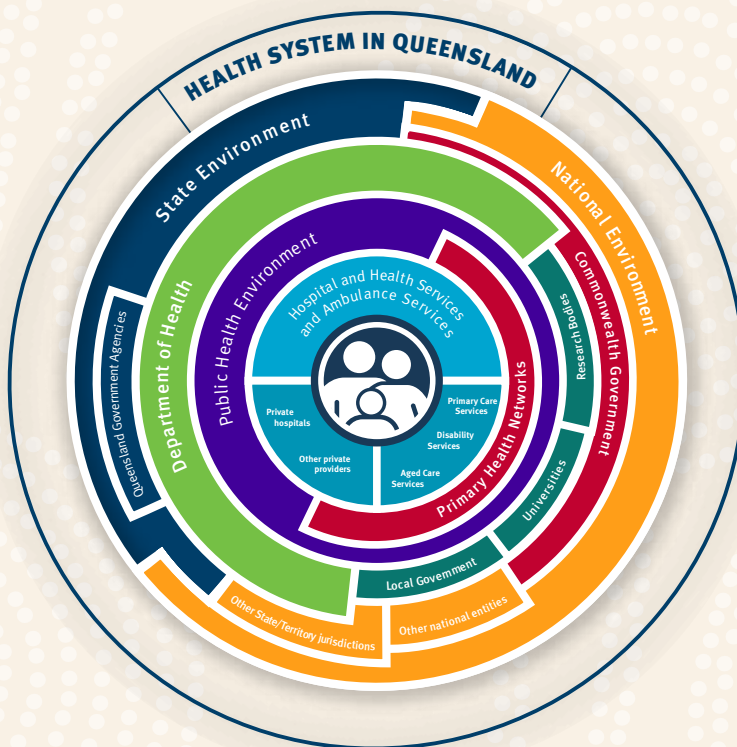 HEALTH SYSTEM IN QUEENSLAND
State Environment
National Environment
Commonwealth Government
Department of Health
Public Health Environment
Queensland Government Agencies
Hospital and Health Services
and Ambulance Services
Research Bodies
Primary Health Networks
Private
hospitals
Other private
providers
Primary Care
Services
Disability
Services
Aged Care
Services
Universities
Local Government
Other State/Territory jurisdictions
Other national entities